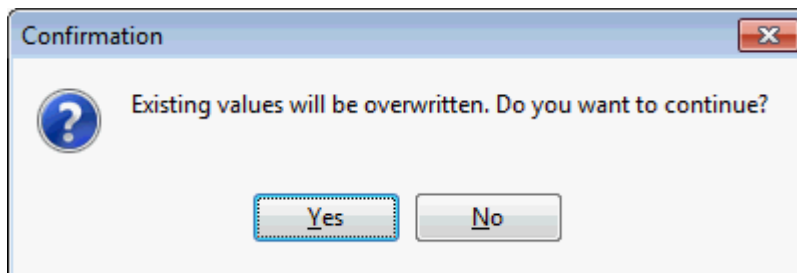 Confirmation
Existing values will be overwritten. Do you want to continue?
Yes No